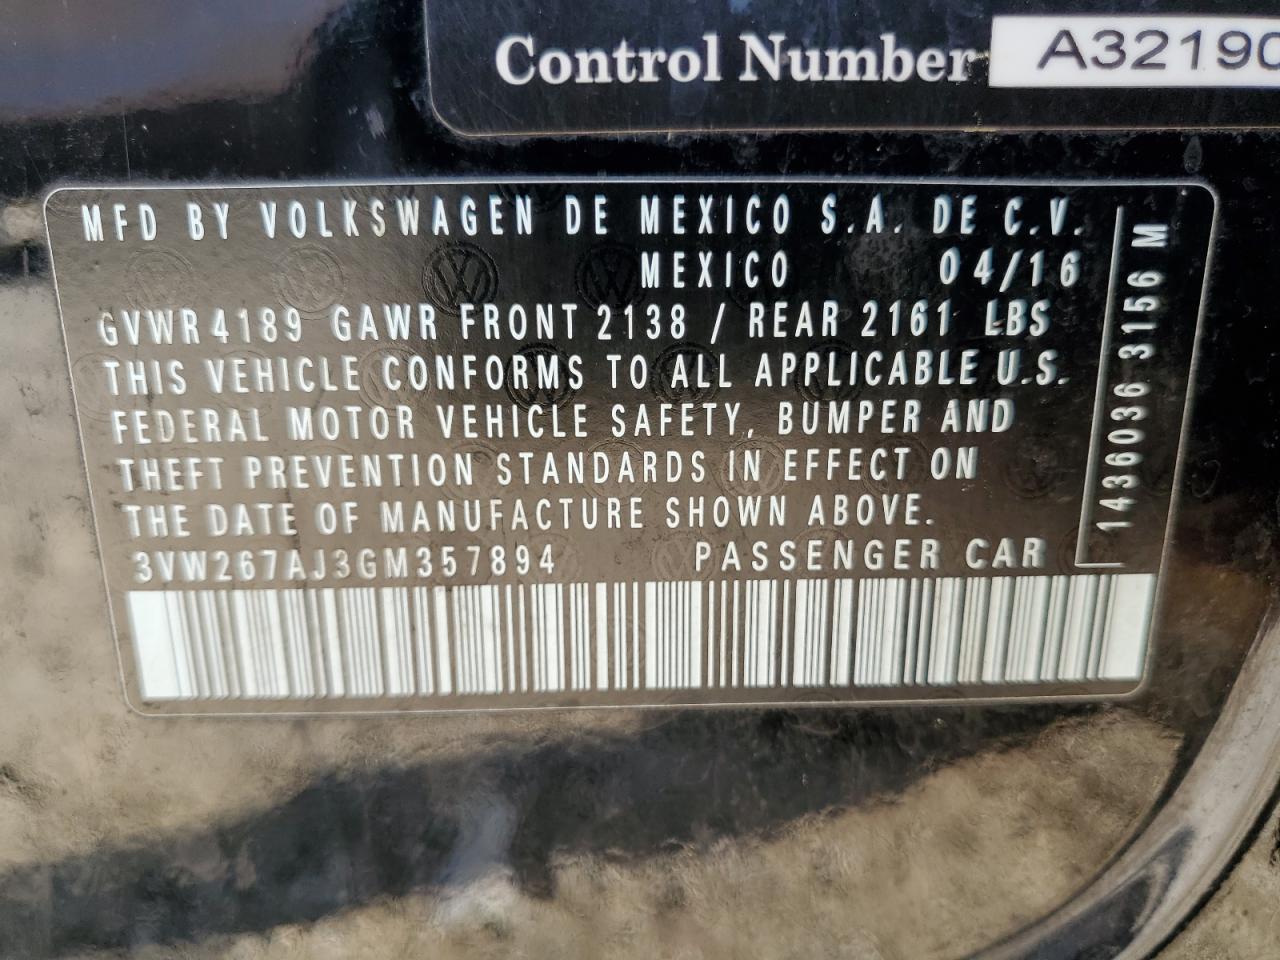 Control Number A32190
MFD BY VOLKSWAGEN DE MEXICO S.A. DE C.V.
MEXICO 04/16
GVWR 4189 GAWR FRONT 2138 / REAR 2161 LBS
THIS VEHICLE CONFORMS TO ALL APPLICABLE U.S.
FEDERAL MOTOR VEHICLE SAFETY, BUMPER AND
THEFT PREVENTION STANDARDS IN EFFECT ON
THE DATE OF MANUFACTURE SHOWN ABOVE.
3VW267AJ3GM357894 PASSENGER CAR
1436036 3156 M